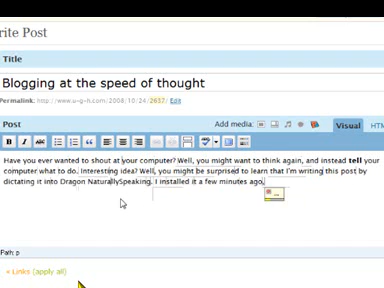 rite Post
Title
Blogging at the speed of thought
Permalink: http://www.u-g-h.com/2008/10/24/2637/ Edit
Post
Add media:
Visual
HTM
B I ABC
Have you ever wanted to shout at your computer? Well, you might want to think again, and instead tell your
computer what to do. Interesting idea? Well, you might be surprised to learn that I'm writing this post by
dictating it into Dragon NaturallySpeaking. I installed it a few minutes ago.
Path: p
« Links (apply all)